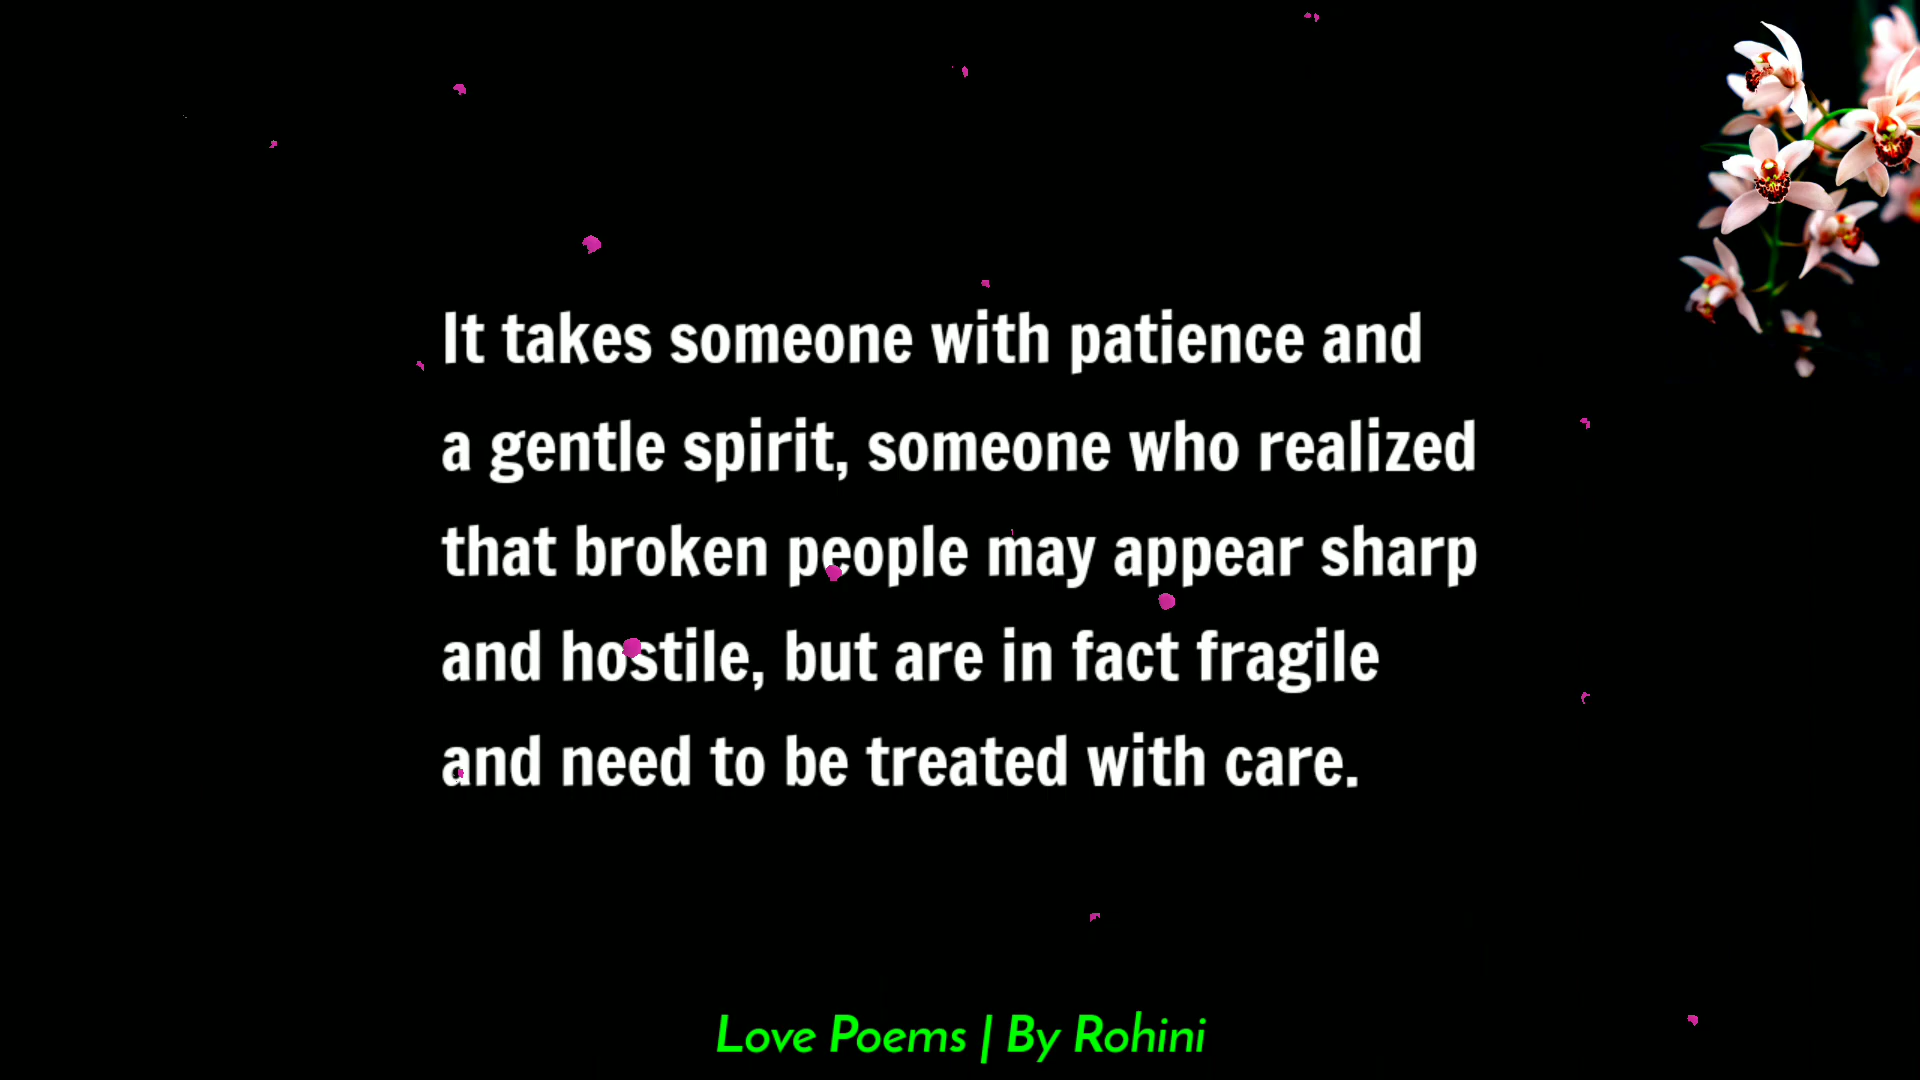 It takes someone with patience and
a gentle spirit, someone who realized
that broken people may appear sharp
and hostile, but are in fact fragile
and need to be treated with care.
Love Poems | By Rohini